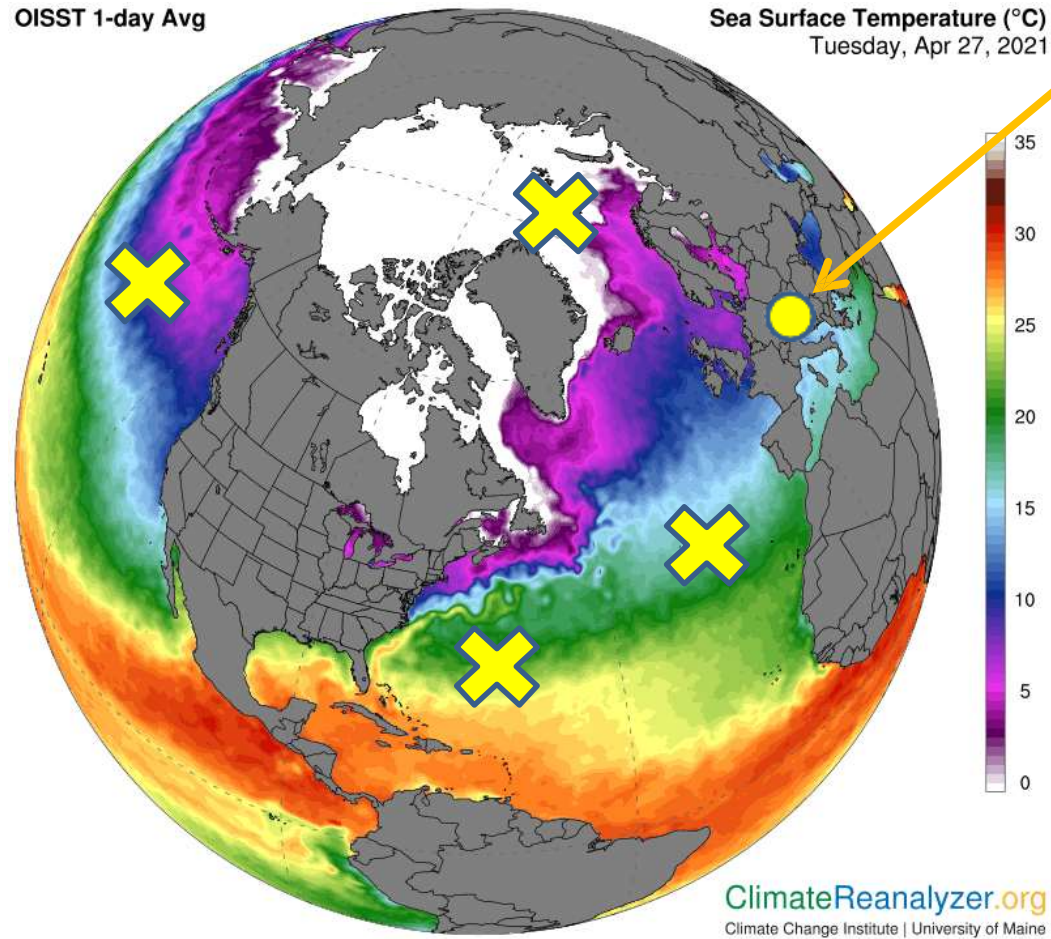 OISST 1-day Avg
Sea Surface Temperature (°C)
Tuesday, Apr 27, 2021
35
30
25
20
15
10
5
0
ClimateReanalyzer.org
Climate Change Institute | University of Maine